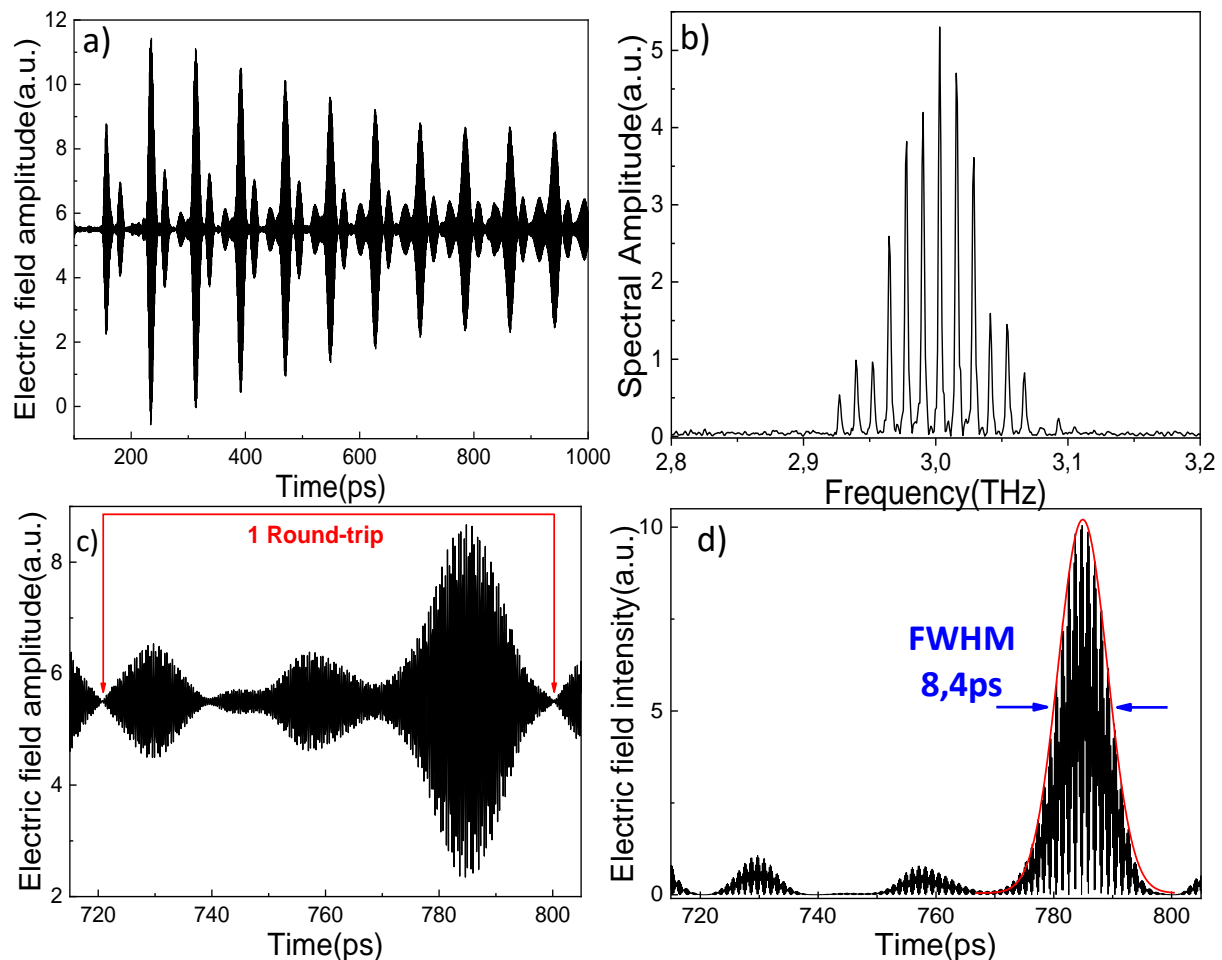 a)
Electric field amplitude(a.u.)
12
10
8
6
4
2
0
200
400
600
800
1000
Time(ps)
b)
Spectral Amplitude(a.u.)
5
4
3
2
1
0
2,8
2,9
3,0
3,1
3,2
Frequency(THz)
c)
1 Round-trip
Electric field amplitude(a.u.)
8
6
4
2
720
740
760
780
800
Time(ps)
d)
Electric field intensity(a.u.)
10
5
0
FWHM
8,4ps
720
740
760
780
800
Time(ps)